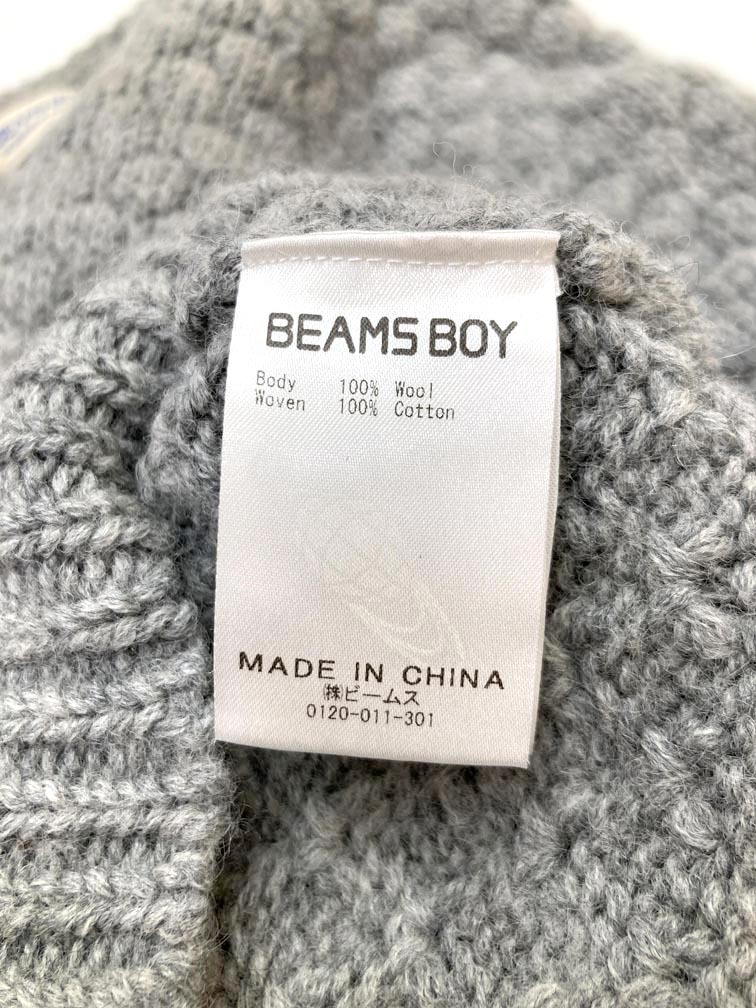 BEAMS BOY
Body 100% Wool
Woven 100% Cotton
MADE IN CHINA
㈱ビームス
0120-011-301